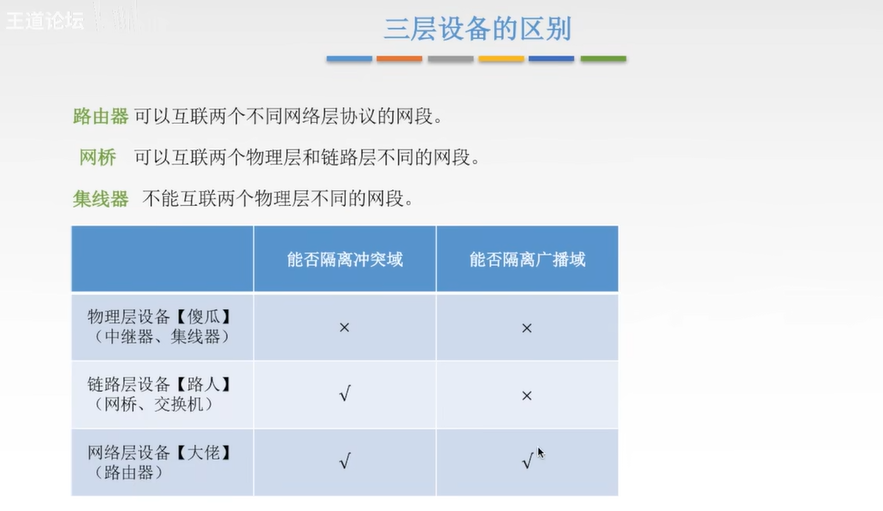 王道论坛
三层设备的区别
路由器 可以互联两个不同网络层协议的网段。
网桥 可以互联两个物理层和链路层不同的网段。
集线器 不能互联两个物理层不同的网段。
能否隔离冲突域 能否隔离广播域
物理层设备【傻瓜】
（中继器、集线器） × ×
链路层设备【路人】
（网桥、交换机） √ ×
网络层设备【大佬】
（路由器） √ √